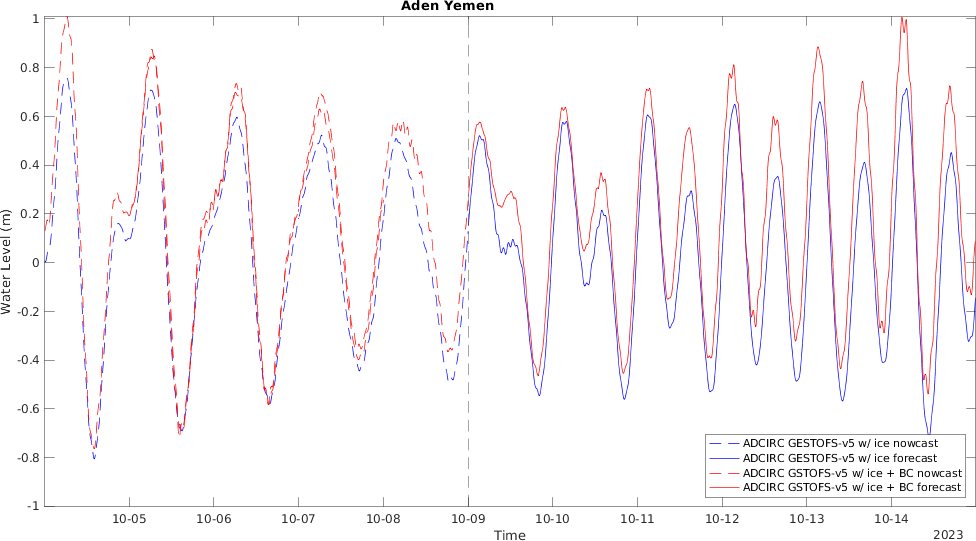 Aden Yemen
1
0.8
0.6
0.4
0.2
0
-0.2
-0.4
-0.6
-0.8
-1
Water Level (m)
ADCIRC GESTOFS-v5 w/ ice nowcast
ADCIRC GESTOFS-v5 w/ ice forecast
ADCIRC GSTOFS-v5 w/ ice + BC nowcast
ADCIRC GSTOFS-v5 w/ ice + BC forecast
10-05 10-06 10-07 10-08 10-09 10-10 10-11 10-12 10-13 10-14
Time
2023